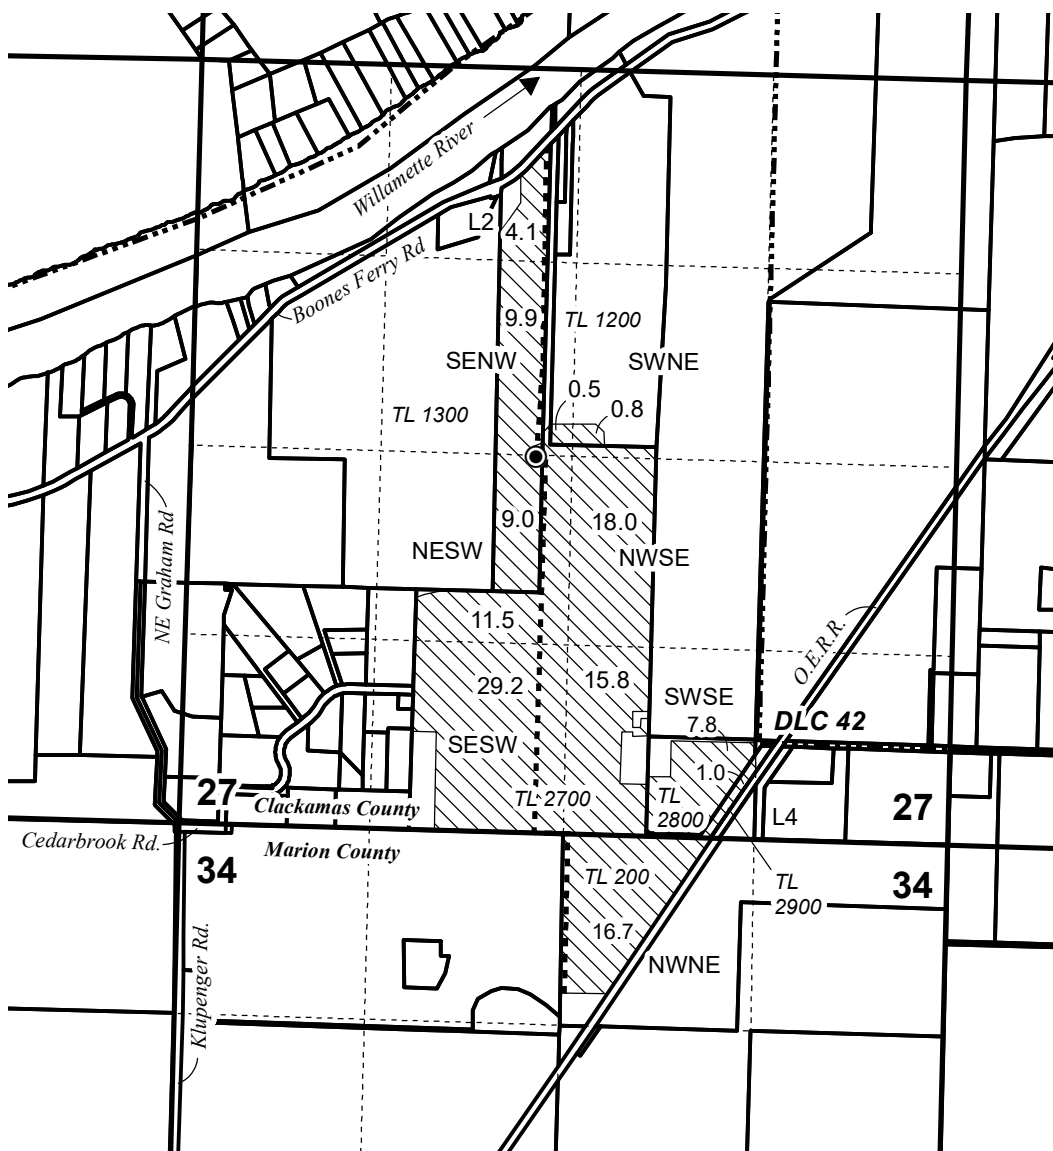 Willamette River
L2
4.1
Boones Ferry Rd
9.9
TL 1200
SENW
SWNE
0.5
TL 1300
0.8
NE Graham Rd
9.0
18.0
NESW
NWSE
11.5
O.E.R.R.
29.2
15.8
SWSE
7.8
DLC 42
SESW
1.0
27
Clackamas County
TL 2700
TL
2800
L4
27
Cedarbrook Rd.
Marion County
34
TL 200
TL
2900
34
16.7
NWNE
Klupenger Rd.